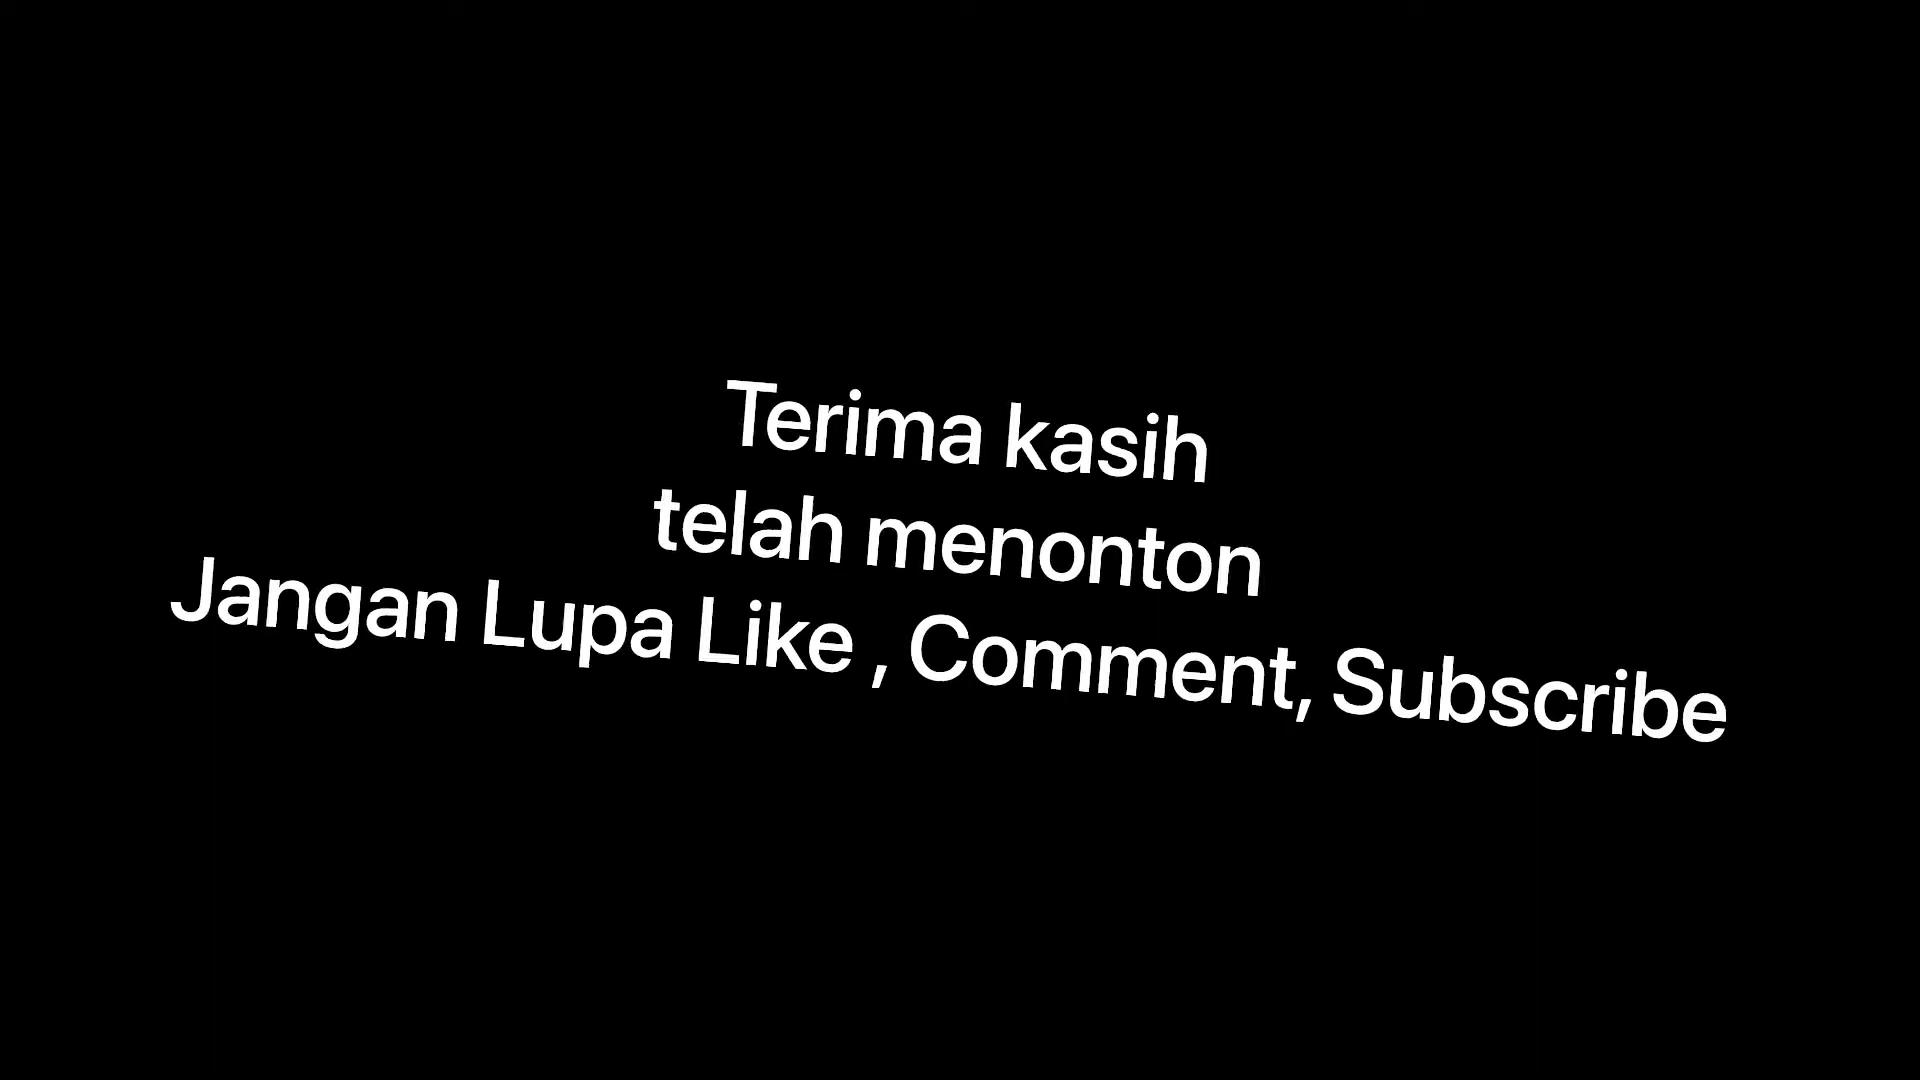 Terima kasih
telah menonton
Jangan Lupa Like , Comment, Subscribe